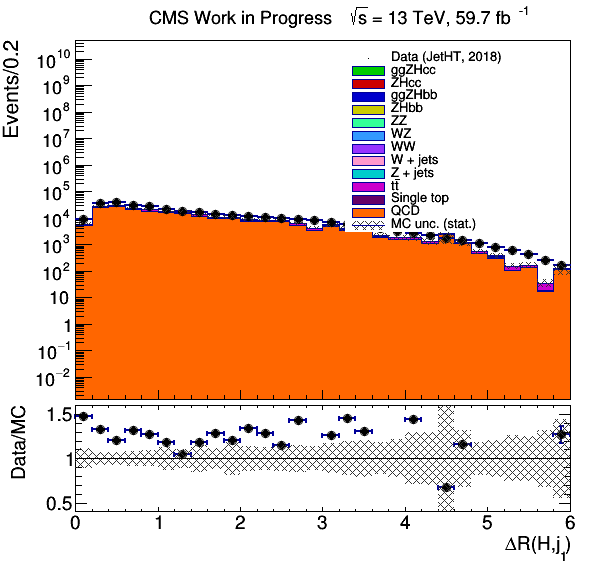 CMS Work in Progress √s = 13 TeV, 59.7 fb⁻¹
Events/0.2
10¹⁰
10⁹
10⁸
10⁷
10⁶
10⁵
10⁴
10³
10²
10
1
10⁻¹
10⁻²
Data (JetHT, 2018)
ggZHcc
ZHcc
ggZHbb
ZHbb
ZZ
WZ
WW
W + jets
Z + jets
tt̄
Single top
QCD
MC unc. (stat.)
Data/MC
1.5
1
0.5
0 1 2 3 4 5 6
ΔR(H,j₁)